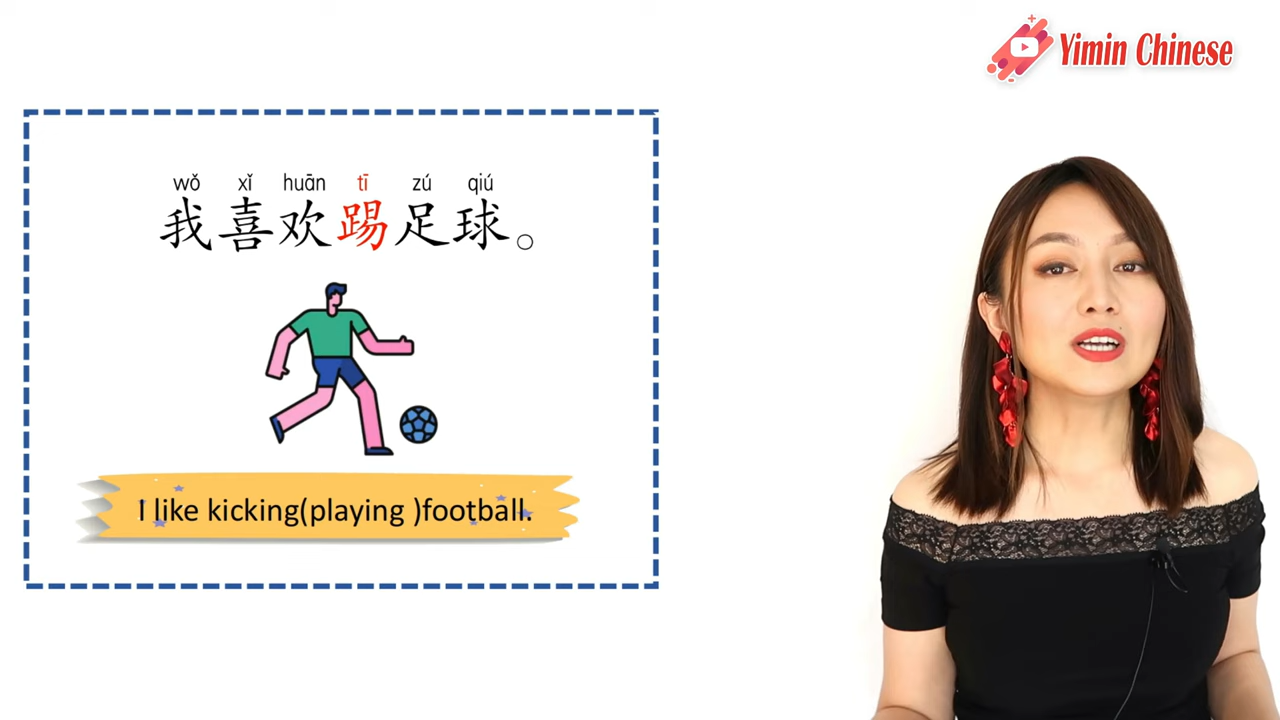 Yimin Chinese
wǒ xǐ huān tī zú qiú
我喜欢踢足球。
I like kicking(playing )football.